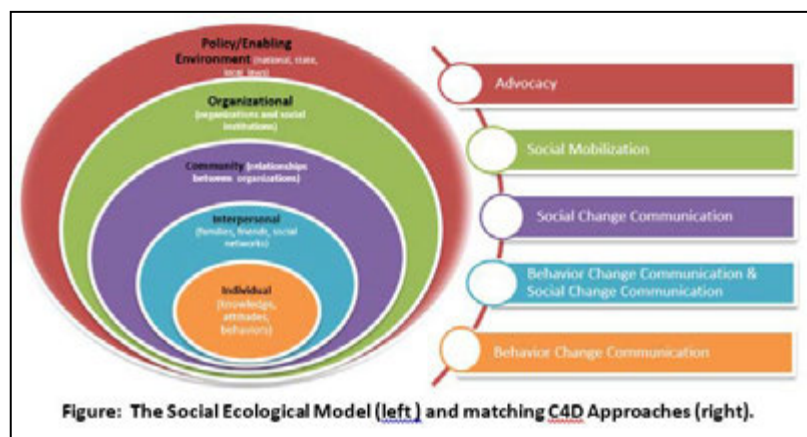 Policy/Enabling
Environment (national, state,
local laws)
Organizational
(organizations and social
institutions)
Community (relationships
between organizations)
Interpersonal
(families, friends, social
networks)
Individual
(knowledge,
attitudes,
behaviors)
Advocacy
Social Mobilization
Social Change Communication
Behavior Change Communication &
Social Change Communication
Behavior Change Communication
Figure: The Social Ecological Model (left ) and matching C4D Approaches (right).